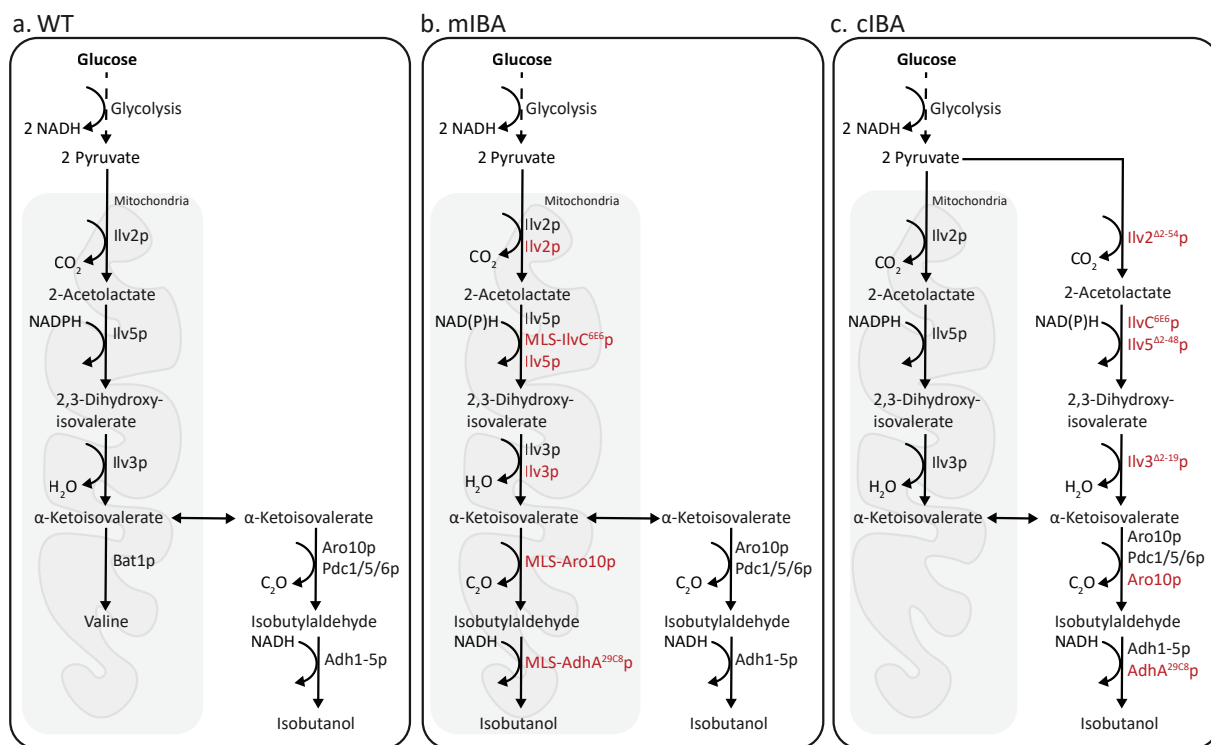 a. WT
Glucose
Glycolysis
2 NADH
2 Pyruvate
Mitochondria
Ilv2p
CO2
2-Acetolactate
NADPH
Ilv5p
2,3-Dihydroxy-
isovalerate
Ilv3p
H2O
α-Ketoisovalerate
α-Ketoisovalerate
Bat1p
Aro10p
Pdc1/5/6p
C2O
Valine
Isobutylaldehyde
NADH
Adh1-5p
Isobutanol
b. mIBA
Glucose
Glycolysis
2 NADH
2 Pyruvate
Mitochondria
Ilv2p
Ilv2p
CO2
2-Acetolactate
NAD(P)H
Ilv5p
MLS-IlvC6E6p
Ilv5p
2,3-Dihydroxy-
isovalerate
Ilv3p
Ilv3p
H2O
α-Ketoisovalerate
α-Ketoisovalerate
MLS-Aro10p
C2O
Aro10p
Pdc1/5/6p
C2O
Isobutylaldehyde
Isobutylaldehyde
NADH
MLS-AdhA29C8p
NADH
Adh1-5p
Isobutanol
Isobutanol
c. cIBA
Glucose
Glycolysis
2 NADH
2 Pyruvate
Mitochondria
Ilv2p
CO2
Ilv2Δ2-54p
CO2
2-Acetolactate
2-Acetolactate
NADPH
Ilv5p
NAD(P)H
IlvC6E6p
Ilv5Δ2-48p
2,3-Dihydroxy-
isovalerate
2,3-Dihydroxy-
isovalerate
Ilv3p
H2O
Ilv3Δ2-19p
H2O
α-Ketoisovalerate
α-Ketoisovalerate
Aro10p
Pdc1/5/6p
Aro10p
C2O
Isobutylaldehyde
NADH
Adh1-5p
AdhA29C8p
Isobutanol